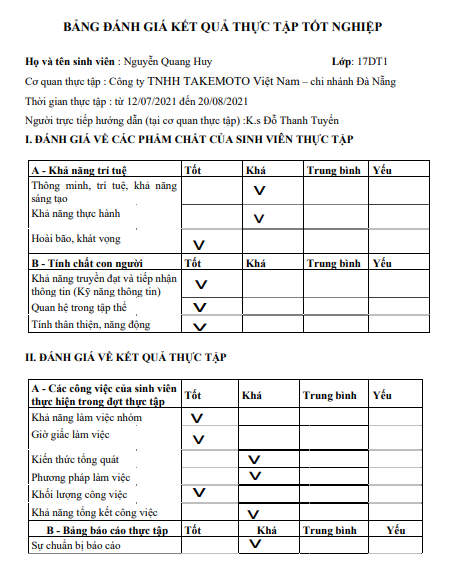 BẢNG ĐÁNH GIÁ KẾT QUẢ THỰC TẬP TỐT NGHIỆP
Họ và tên sinh viên : Nguyễn Quang Huy Lớp: 17DT1
Cơ quan thực tập : Công ty TNHH TAKEMOTO Việt Nam – chi nhánh Đà Nẵng
Thời gian thực tập : từ 12/07/2021 đến 20/08/2021
Người trực tiếp hướng dẫn (tại cơ quan thực tập) :K.s Đỗ Thanh Tuyến
I. ĐÁNH GIÁ VỀ CÁC PHẨM CHẤT CỦA SINH VIÊN THỰC TẬP
A - Khả năng trí tuệ Tốt Khá Trung bình Yếu
Thông minh, trí tuệ, khả năng
sáng tạo V
Khả năng thực hành V
Hoài bão, khát vọng V
B - Tính chất con người Tốt Khá Trung bình Yếu
Khả năng truyền đạt và tiếp nhận
thông tin (Kỹ năng thông tin) V
Quan hệ trong tập thể V
Tính thân thiện, năng động V
II. ĐÁNH GIÁ VỀ KẾT QUẢ THỰC TẬP
A - Các công việc của sinh viên
thực hiện trong đợt thực tập Tốt Khá Trung bình Yếu
Khả năng làm việc nhóm V
Giờ giấc làm việc V
Kiến thức tổng quát V
Phương pháp làm việc V
Khối lượng công việc V
Khả năng tổng kết công việc V
B - Bảng báo cáo thực tập Tốt Khá Trung bình Yếu
Sự chuẩn bị báo cáo V